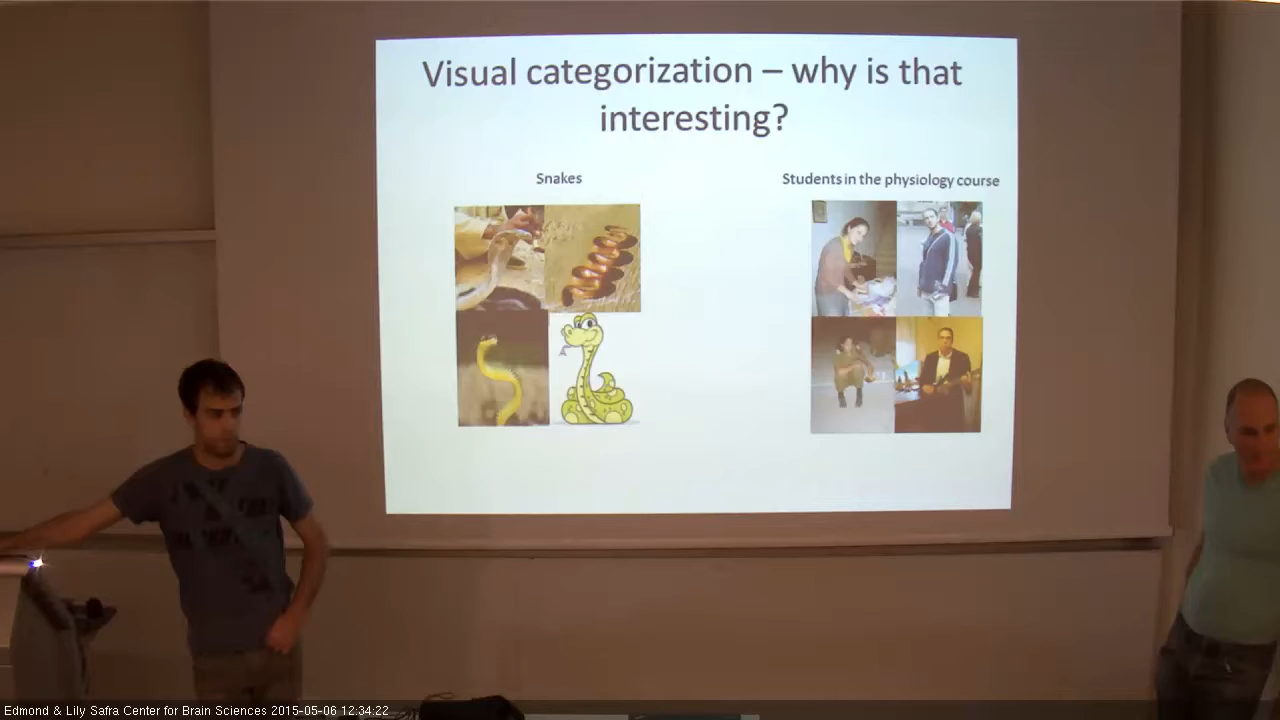 Visual categorization – why is that
interesting?
Snakes
Students in the physiology course
Edmond & Lily Safra Center for Brain Sciences 2015-05-06 12:34:22